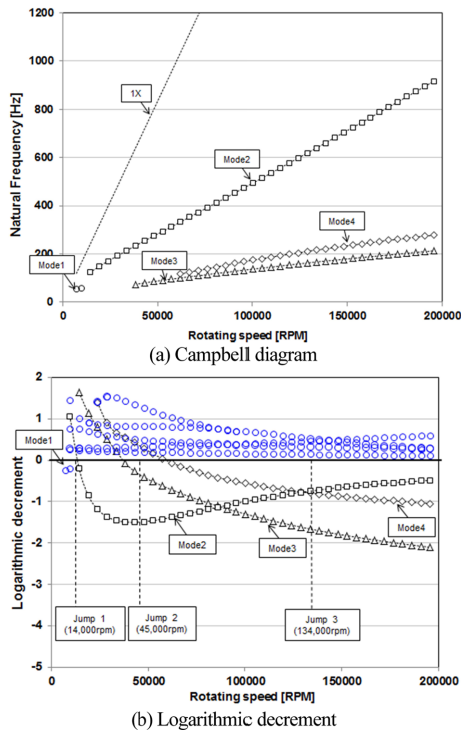 1200
1000
800
600
400
200
0
Natural Frequency [Hz]
1X
Mode2
Mode4
Mode3
Mode1
0
50000
100000
150000
200000
Rotating speed [RPM]
(a) Campbell diagram
2
1
0
-1
-2
-3
-4
-5
Logarithmic decrement
Mode1
Mode2
Mode3
Mode4
Jump 1
(14,000rpm)
Jump 2
(45,000rpm)
Jump 3
(134,000rpm)
0
50000
100000
150000
200000
Rotating speed [RPM]
(b) Logarithmic decrement